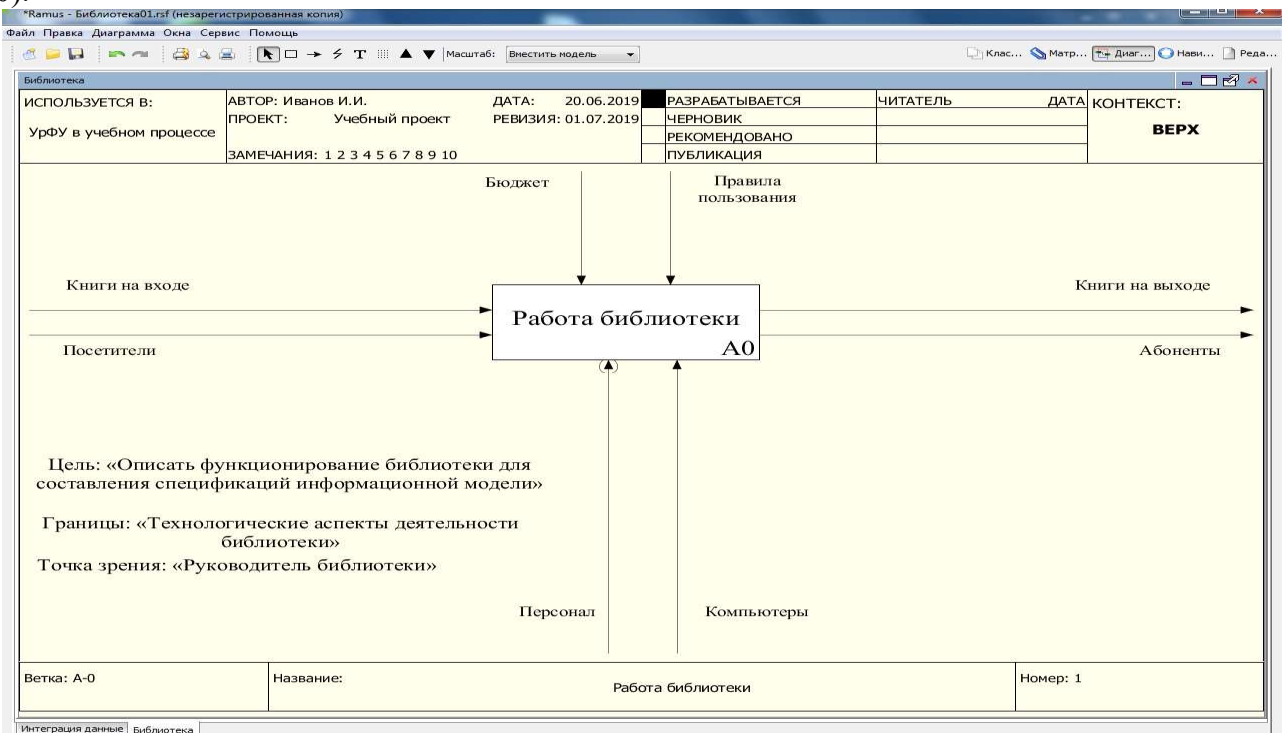 *Ramus - Библиотека01.rsf (незарегистрированная копия)
Файл Правка Диаграмма Окна Сервис Помощь
Масштаб: Вместить модель Клас... Матр... Диаг... Нави... Реда...
Библиотека
ИСПОЛЬЗУЕТСЯ В:
УрФУ в учебном процессе
АВТОР: Иванов И.И. ДАТА: 20.06.2019
ПРОЕКТ: Учебный проект РЕВИЗИЯ: 01.07.2019
ЗАМЕЧАНИЯ: 1 2 3 4 5 6 7 8 9 10
РАЗРАБАТЫВАЕТСЯ
ЧЕРНОВИК
РЕКОМЕНДОВАНО
ПУБЛИКАЦИЯ
ЧИТАТЕЛЬ ДАТА
КОНТЕКСТ:
ВЕРХ
Бюджет
Правила
пользования
Книги на входе
Книги на выходе
Работа библиотеки
A0
Посетители
Абоненты
Цель: «Описать функционирование библиотеки для
составления спецификаций информационной модели»
Границы: «Технологические аспекты деятельности
библиотеки»
Точка зрения: «Руководитель библиотеки»
Персонал
Компьютеры
Ветка: A-0
Название:
Работа библиотеки
Номер: 1
Интеграция данные Библиотека